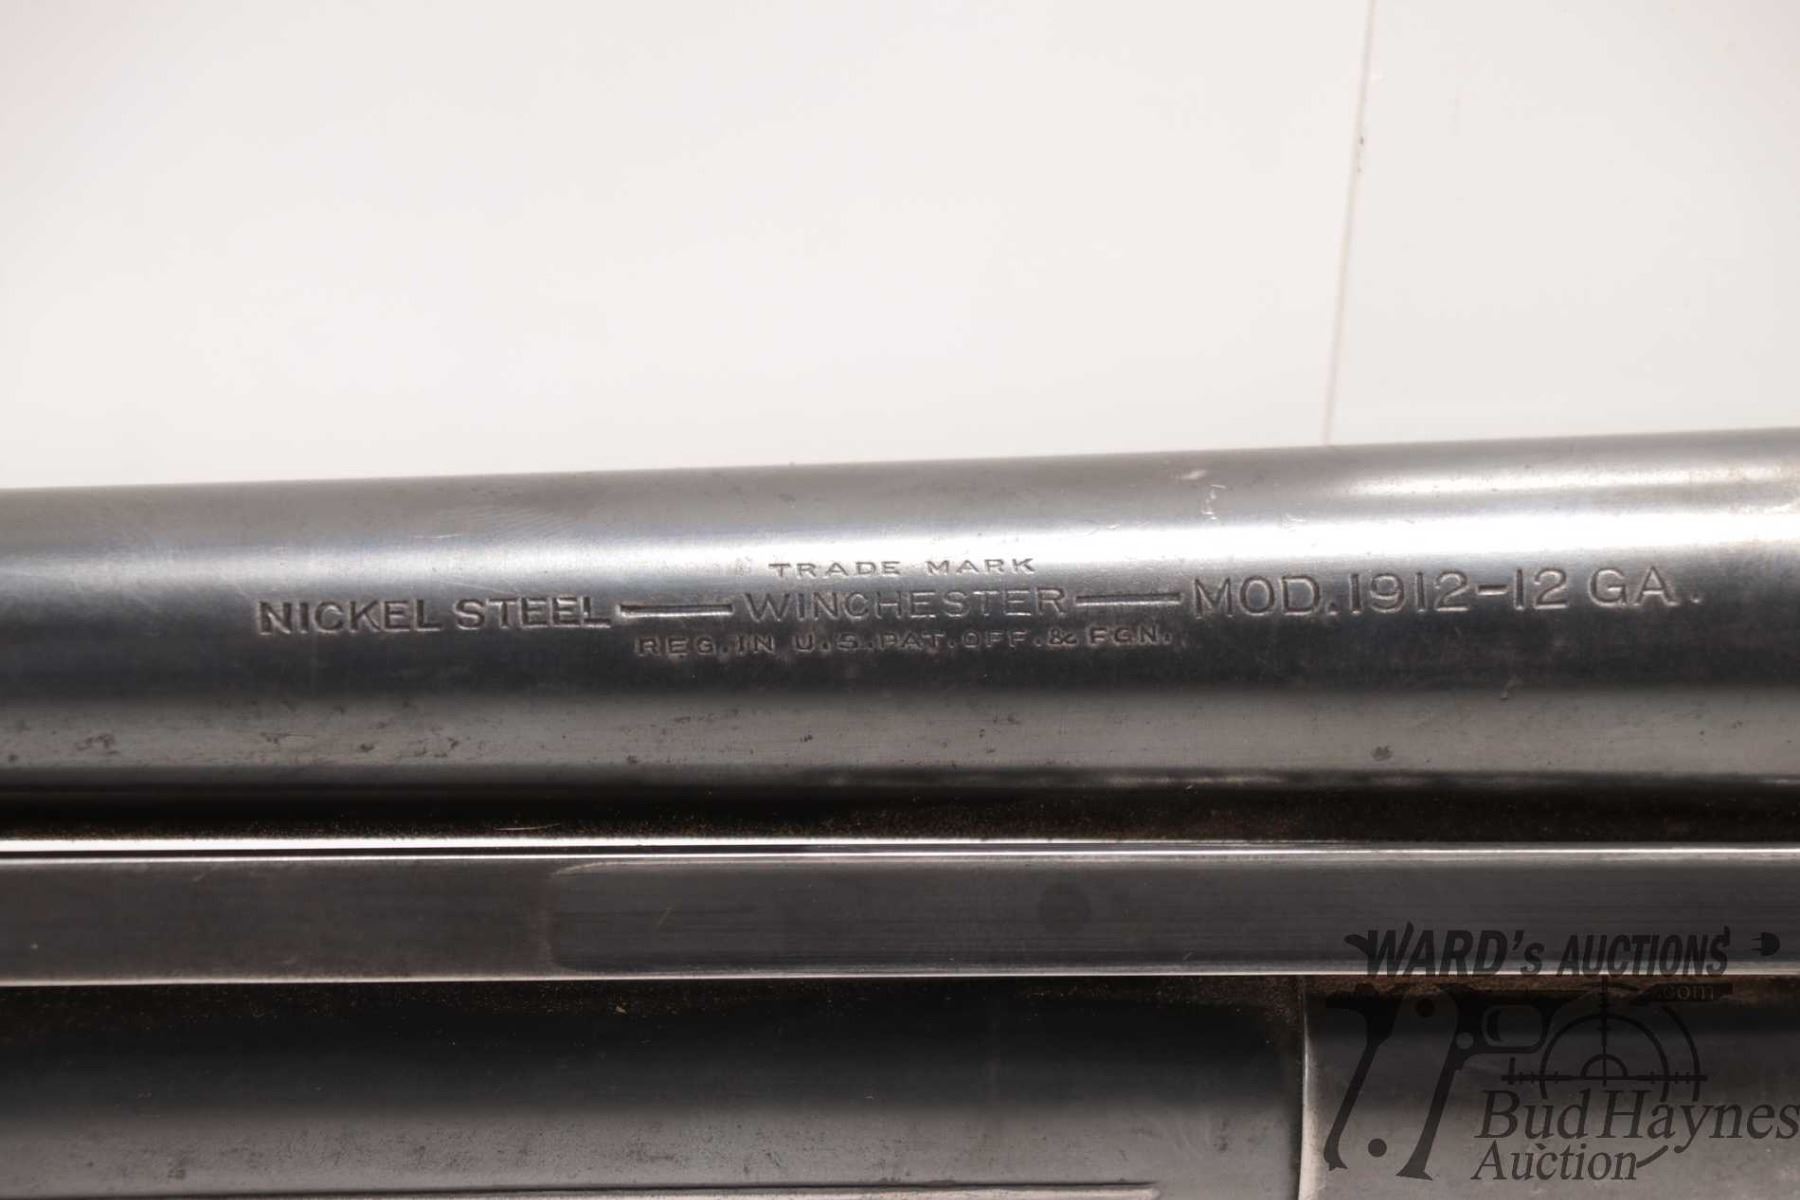 TRADE MARK
NICKEL STEEL — WINCHESTER — MOD. 1912-12 GA.
REG. IN U.S. PAT. OFF. & FGN.
WARD's AUCTIONS
.com
Bud Haynes
Auction